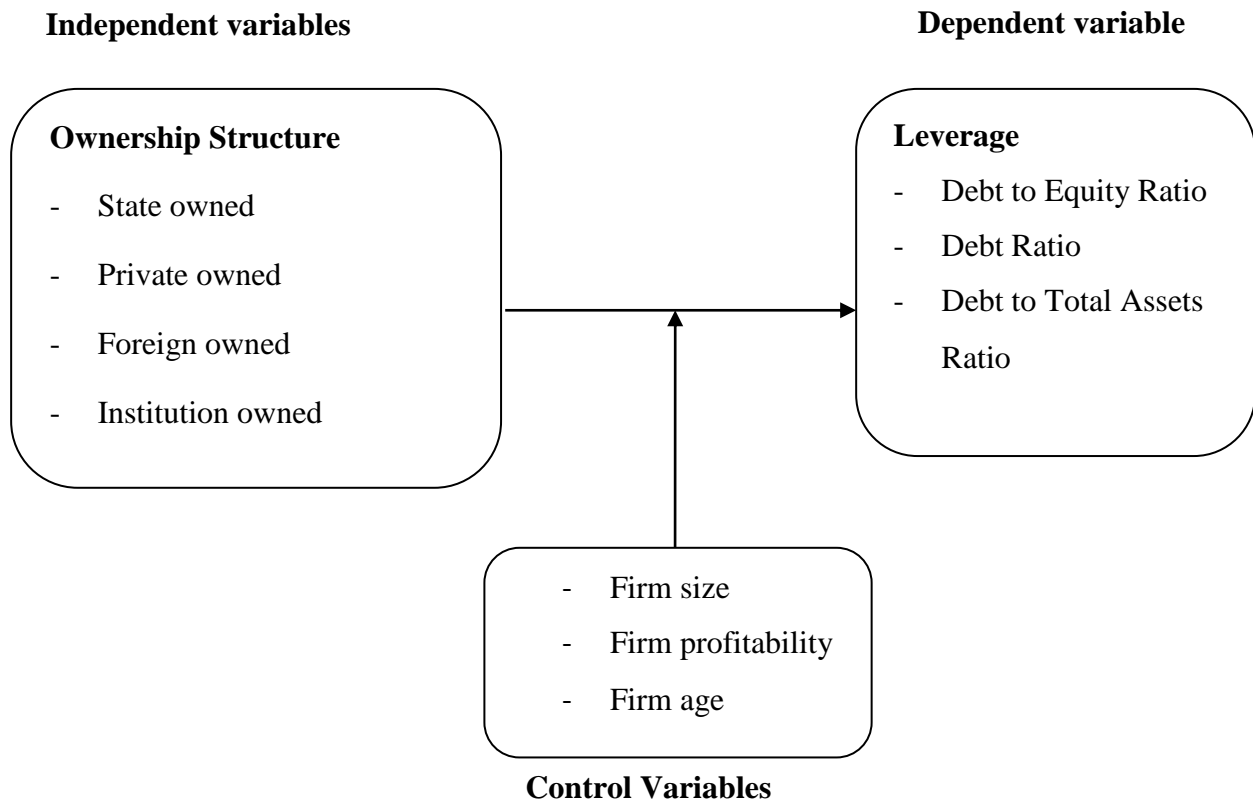 Independent variables
Dependent variable
Ownership Structure
- State owned
- Private owned
- Foreign owned
- Institution owned
Leverage
- Debt to Equity Ratio
- Debt Ratio
- Debt to Total Assets
Ratio
- Firm size
- Firm profitability
- Firm age
Control Variables